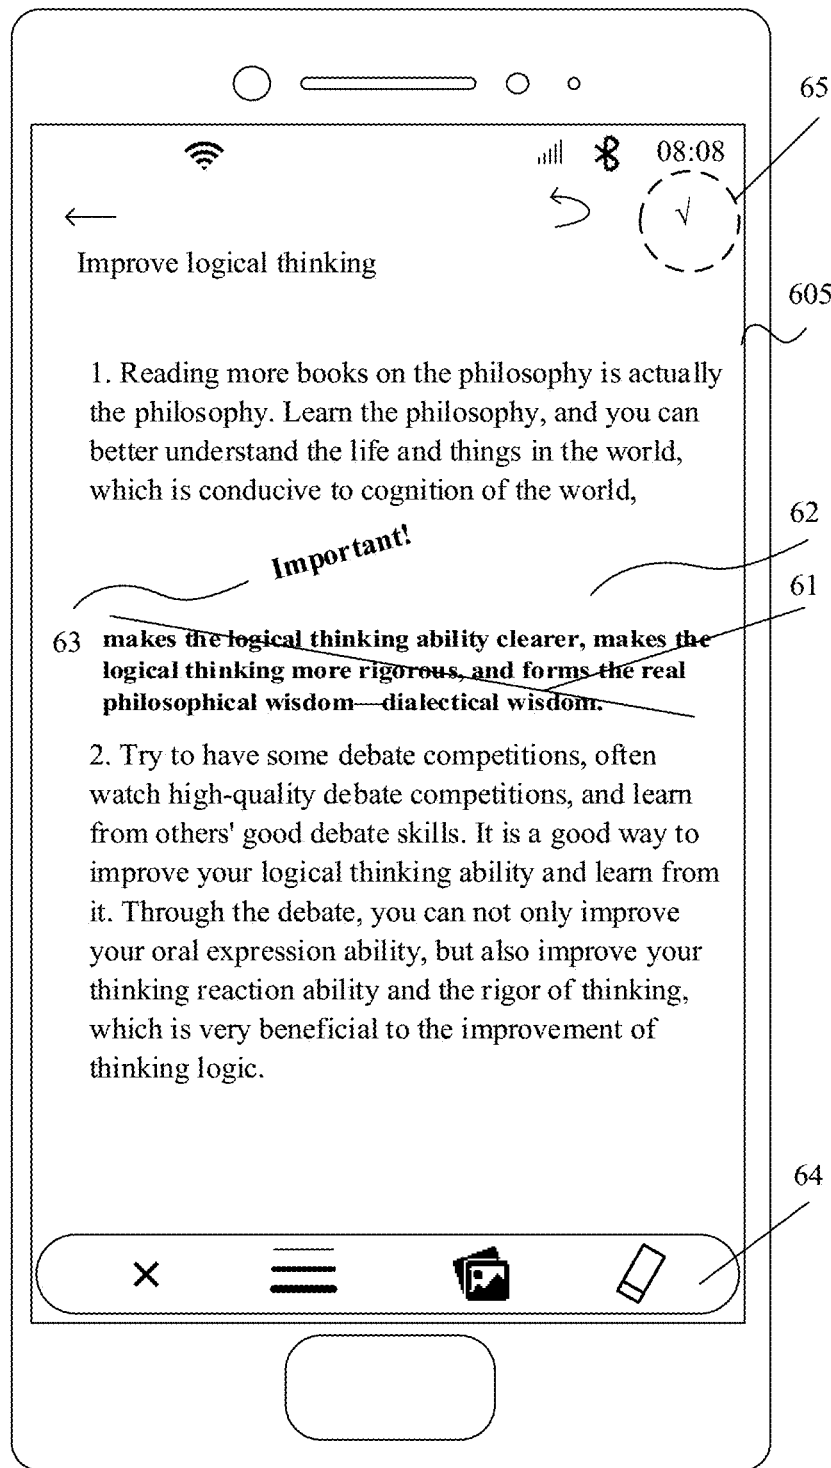 65
08:08
√
Improve logical thinking
605
1. Reading more books on the philosophy is actually
the philosophy. Learn the philosophy, and you can
better understand the life and things in the world,
which is conducive to cognition of the world,
62
Important!
61
63
makes the logical thinking ability clearer, makes the
logical thinking more rigorous, and forms the real
philosophical wisdom—dialectical wisdom.
2. Try to have some debate competitions, often
watch high-quality debate competitions, and learn
from others' good debate skills. It is a good way to
improve your logical thinking ability and learn from
it. Through the debate, you can not only improve
your oral expression ability, but also improve your
thinking reaction ability and the rigor of thinking,
which is very beneficial to the improvement of
thinking logic.
64